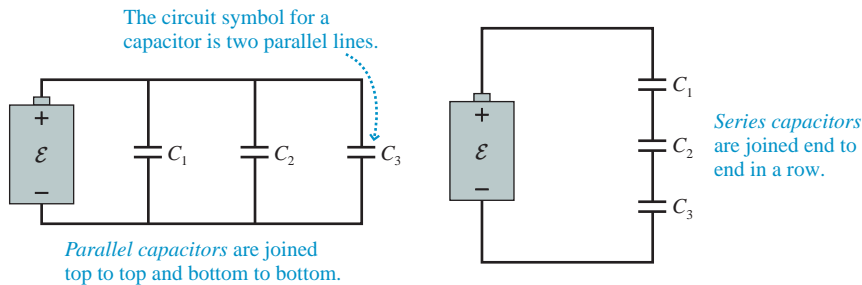 The circuit symbol for a
capacitor is two parallel lines.
+
ℰ
−
C₁
C₂
C₃
Parallel capacitors are joined
top to top and bottom to bottom.
+
ℰ
−
C₁
C₂
C₃
Series capacitors
are joined end to
end in a row.